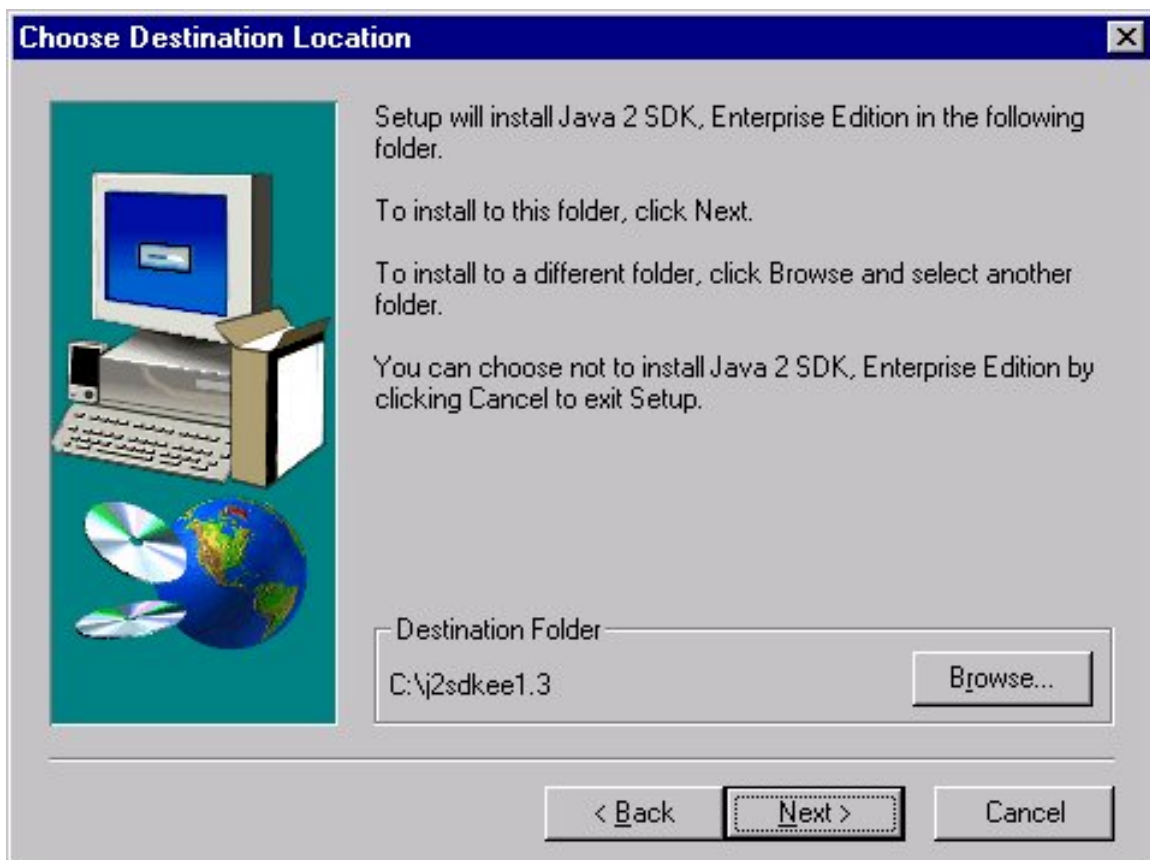 Choose Destination Location
Setup will install Java 2 SDK, Enterprise Edition in the following
folder.
To install to this folder, click Next.
To install to a different folder, click Browse and select another
folder.
You can choose not to install Java 2 SDK, Enterprise Edition by
clicking Cancel to exit Setup.
Destination Folder
C:\j2sdkee1.3
Browse...
< Back
Next >
Cancel